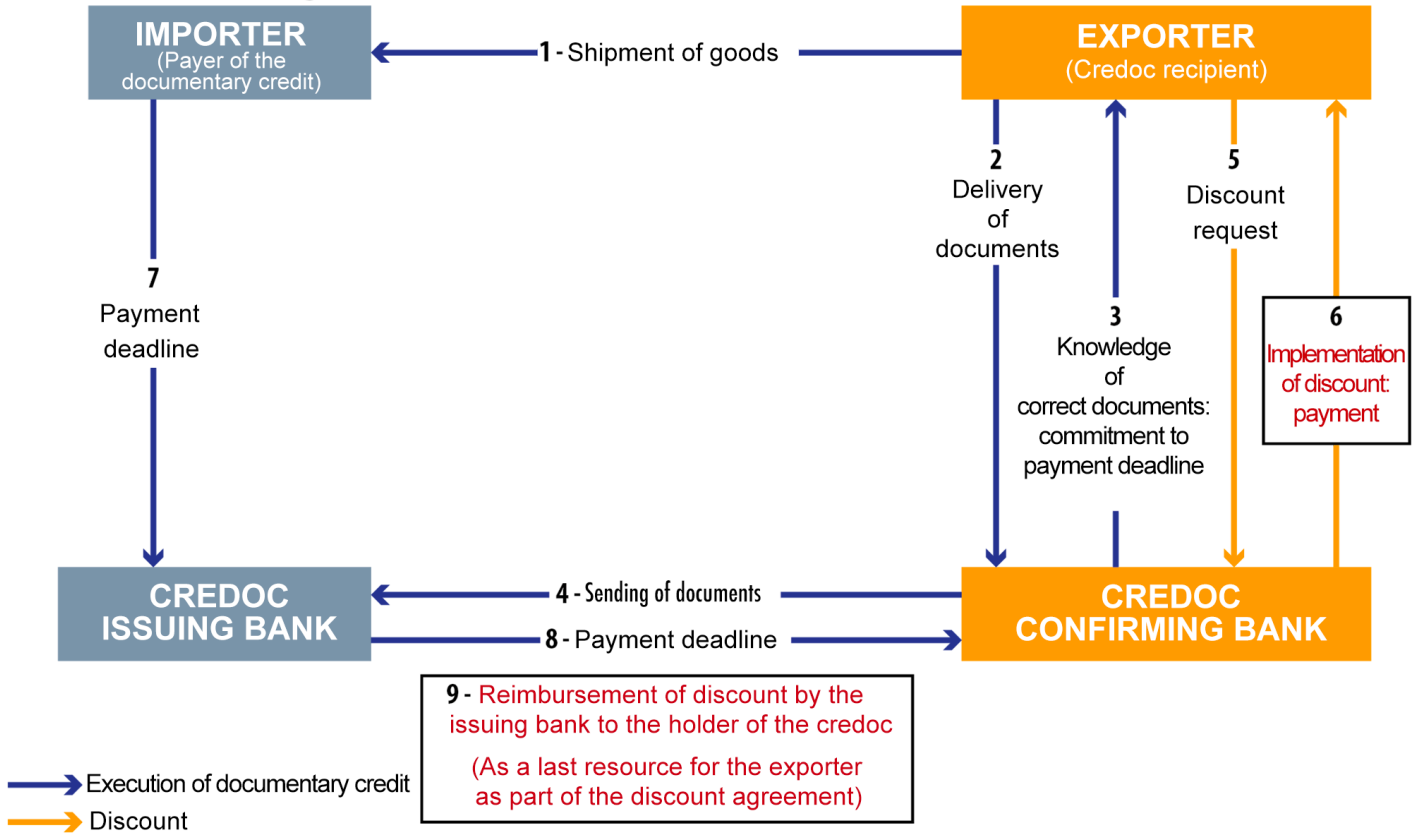 IMPORTER
(Payer of the
documentary credit)
1 - Shipment of goods
EXPORTER
(Credoc recipient)
2
Delivery
of
documents
3
Knowledge
of
correct documents:
commitment to
payment deadline
5
Discount
request
6
Implementation
of discount:
payment
7
Payment
deadline
CREDOC
ISSUING BANK
4 - Sending of documents
8 - Payment deadline
CREDOC
CONFIRMING BANK
9 - Reimbursement of discount by the
issuing bank to the holder of the credoc
(As a last resource for the exporter
as part of the discount agreement)
Execution of documentary credit
Discount